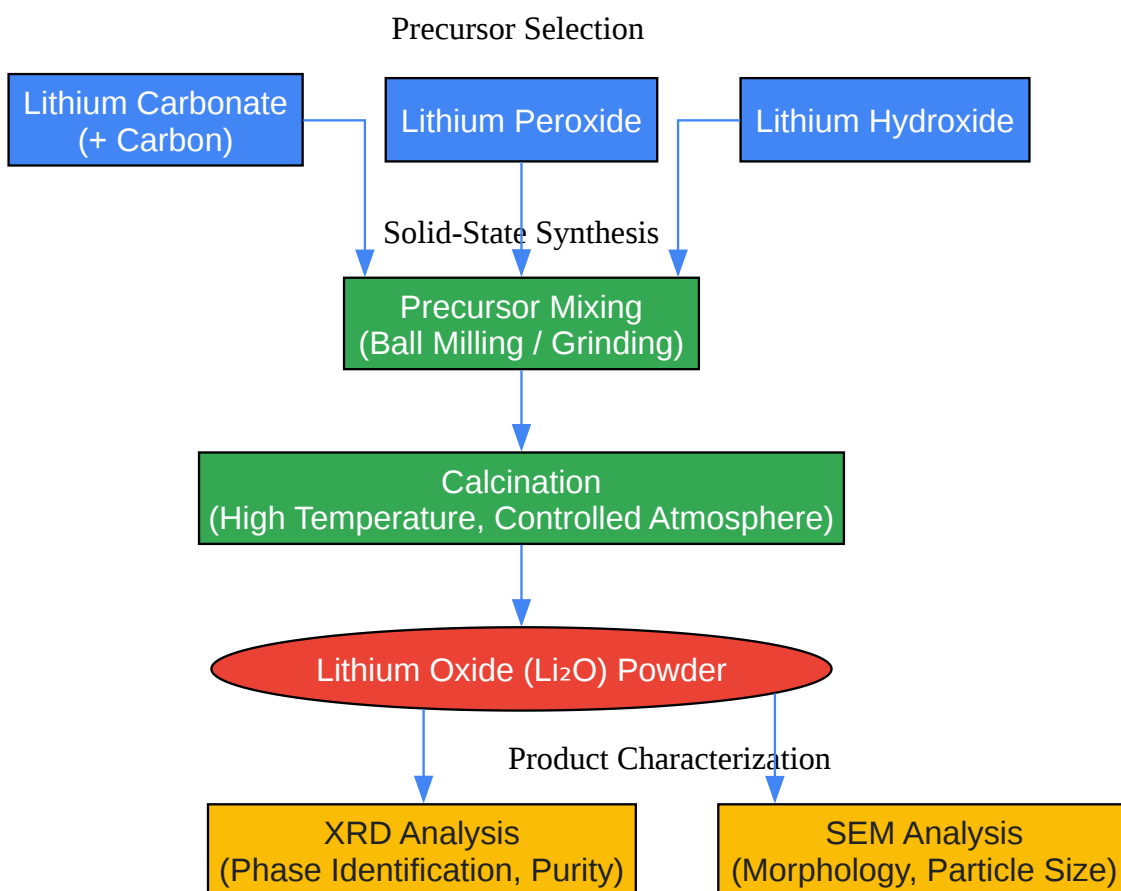 Precursor Selection
Lithium Carbonate
(+ Carbon)
Lithium Peroxide
Lithium Hydroxide
Solid-State Synthesis
Precursor Mixing
(Ball Milling / Grinding)
Calcination
(High Temperature, Controlled Atmosphere)
Lithium Oxide (Li₂O) Powder
Product Characterization
XRD Analysis
(Phase Identification, Purity)
SEM Analysis
(Morphology, Particle Size)